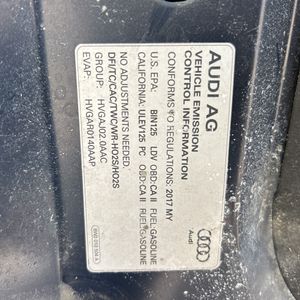 AUDI AG
VEHICLE EMISSION
CONTROL INFORMATION
CONFORMS TO REGULATIONS: 2017 MY
U.S. EPA: BIN125 LDV OBD:CA II FUEL:GASOLINE
CALIFORNIA: ULEV125 PC OBD:CA II FUEL:GASOLINE
NO ADJUSTMENTS NEEDED
DFI/TC/CAC/TWC/WR-HO2S/HO2S
GROUP: HVGAJ02.0AAC
EVAP: HVGAR0140AAP
Audi